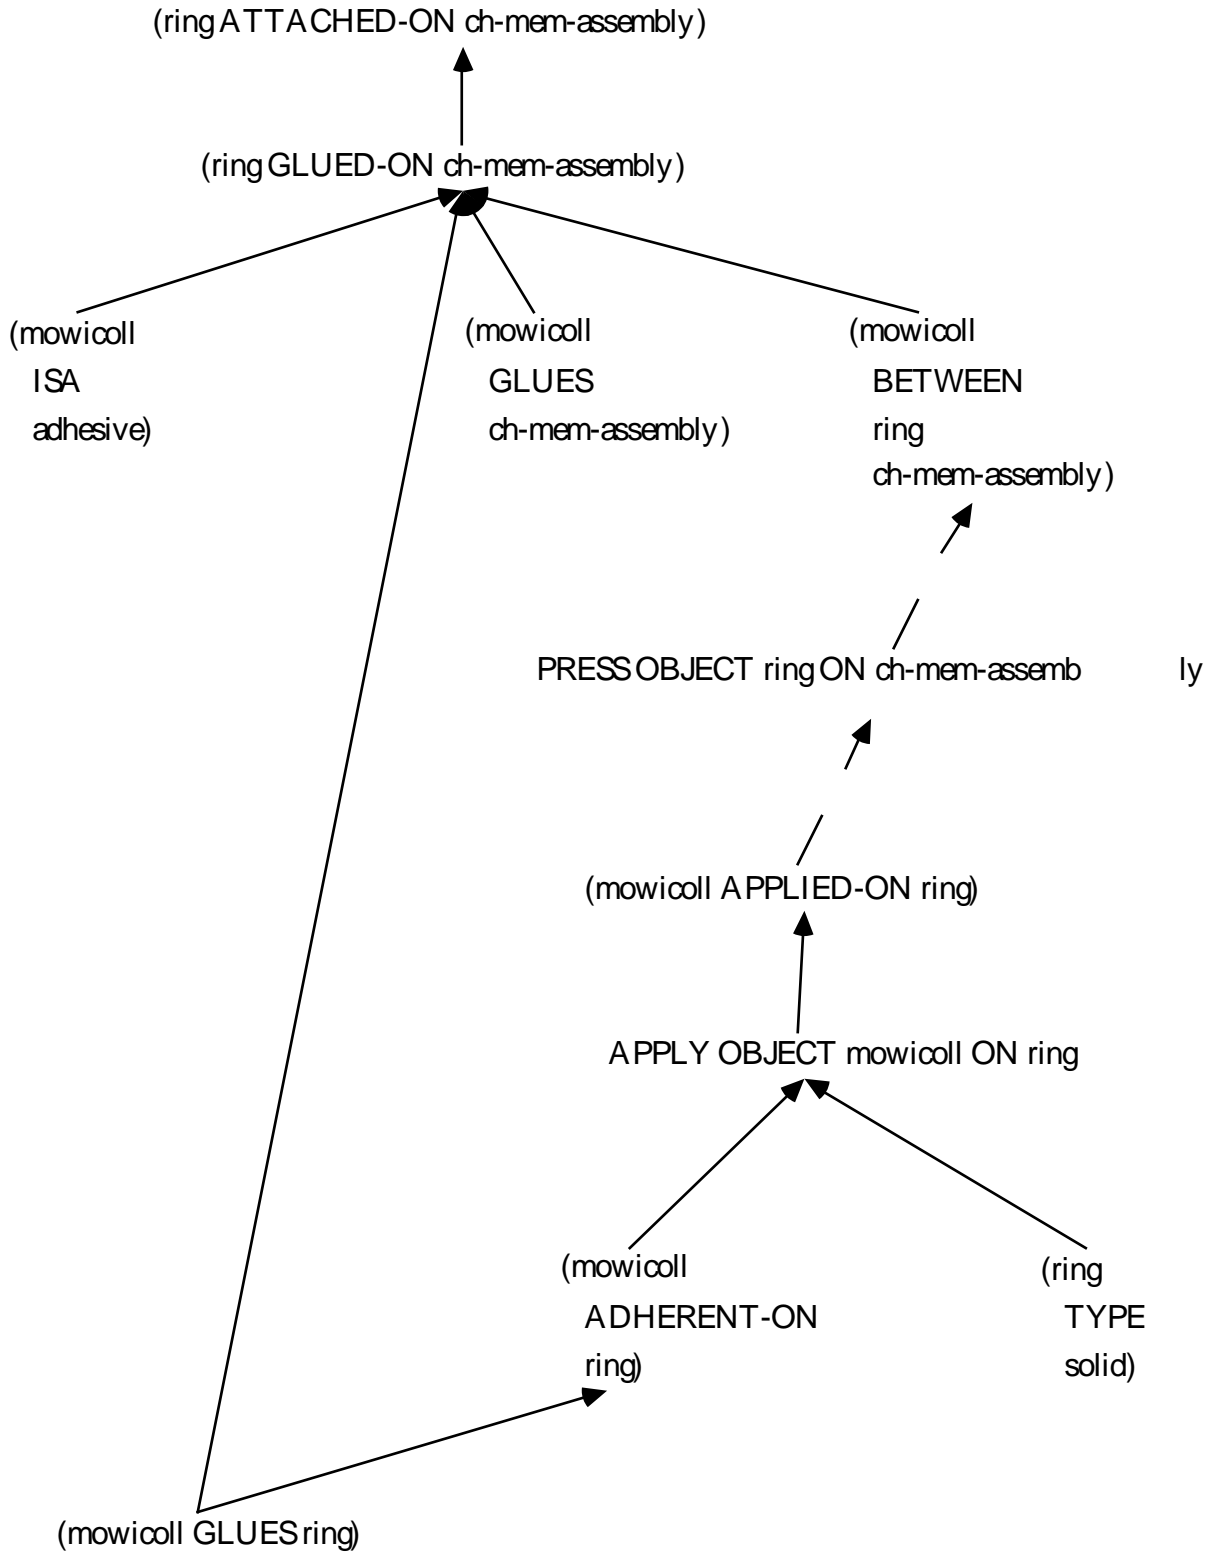 (ring ATTACHED-ON ch-mem-assembly)
(ring GLUED-ON ch-mem-assembly)
(mowicoll
ISA
adhesive)
(mowicoll
GLUES
ch-mem-assembly)
(mowicoll
BETWEEN
ring
ch-mem-assembly)
PRESS OBJECT ring ON ch-mem-assemb ly
(mowicoll APPLIED-ON ring)
APPLY OBJECT mowicoll ON ring
(mowicoll
ADHERENT-ON
ring)
(ring
TYPE
solid)
(mowicoll GLUES ring)